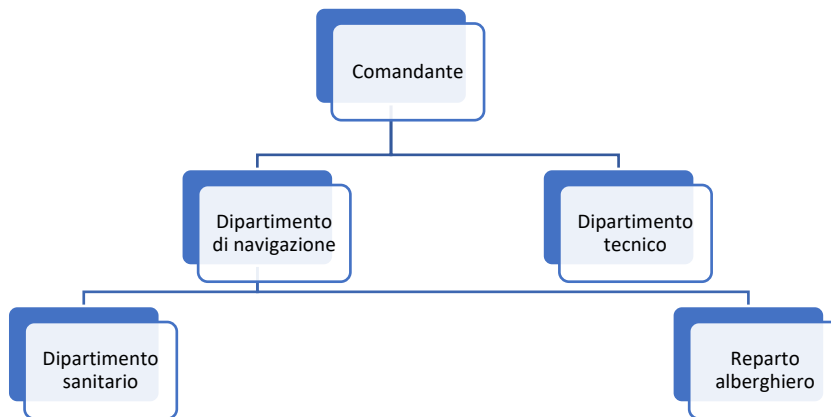 Comandante
Dipartimento
di navigazione
Dipartimento
tecnico
Dipartimento
sanitario
Reparto
alberghiero